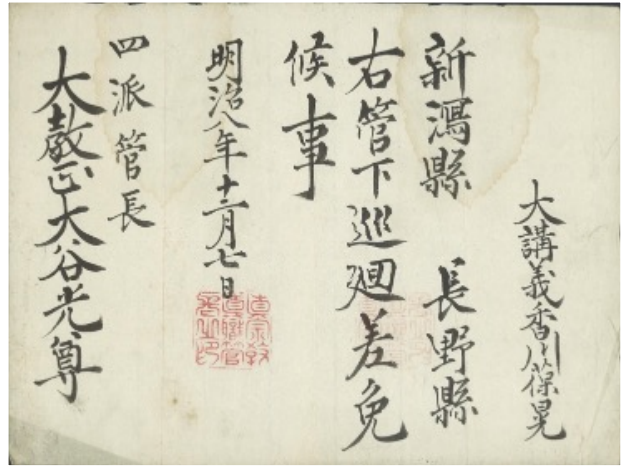 大講義香川葆晃
新潟縣　長野縣
右管下巡廻差免
候事
明治八年十二月七日
四派管長
大教正大谷光尊